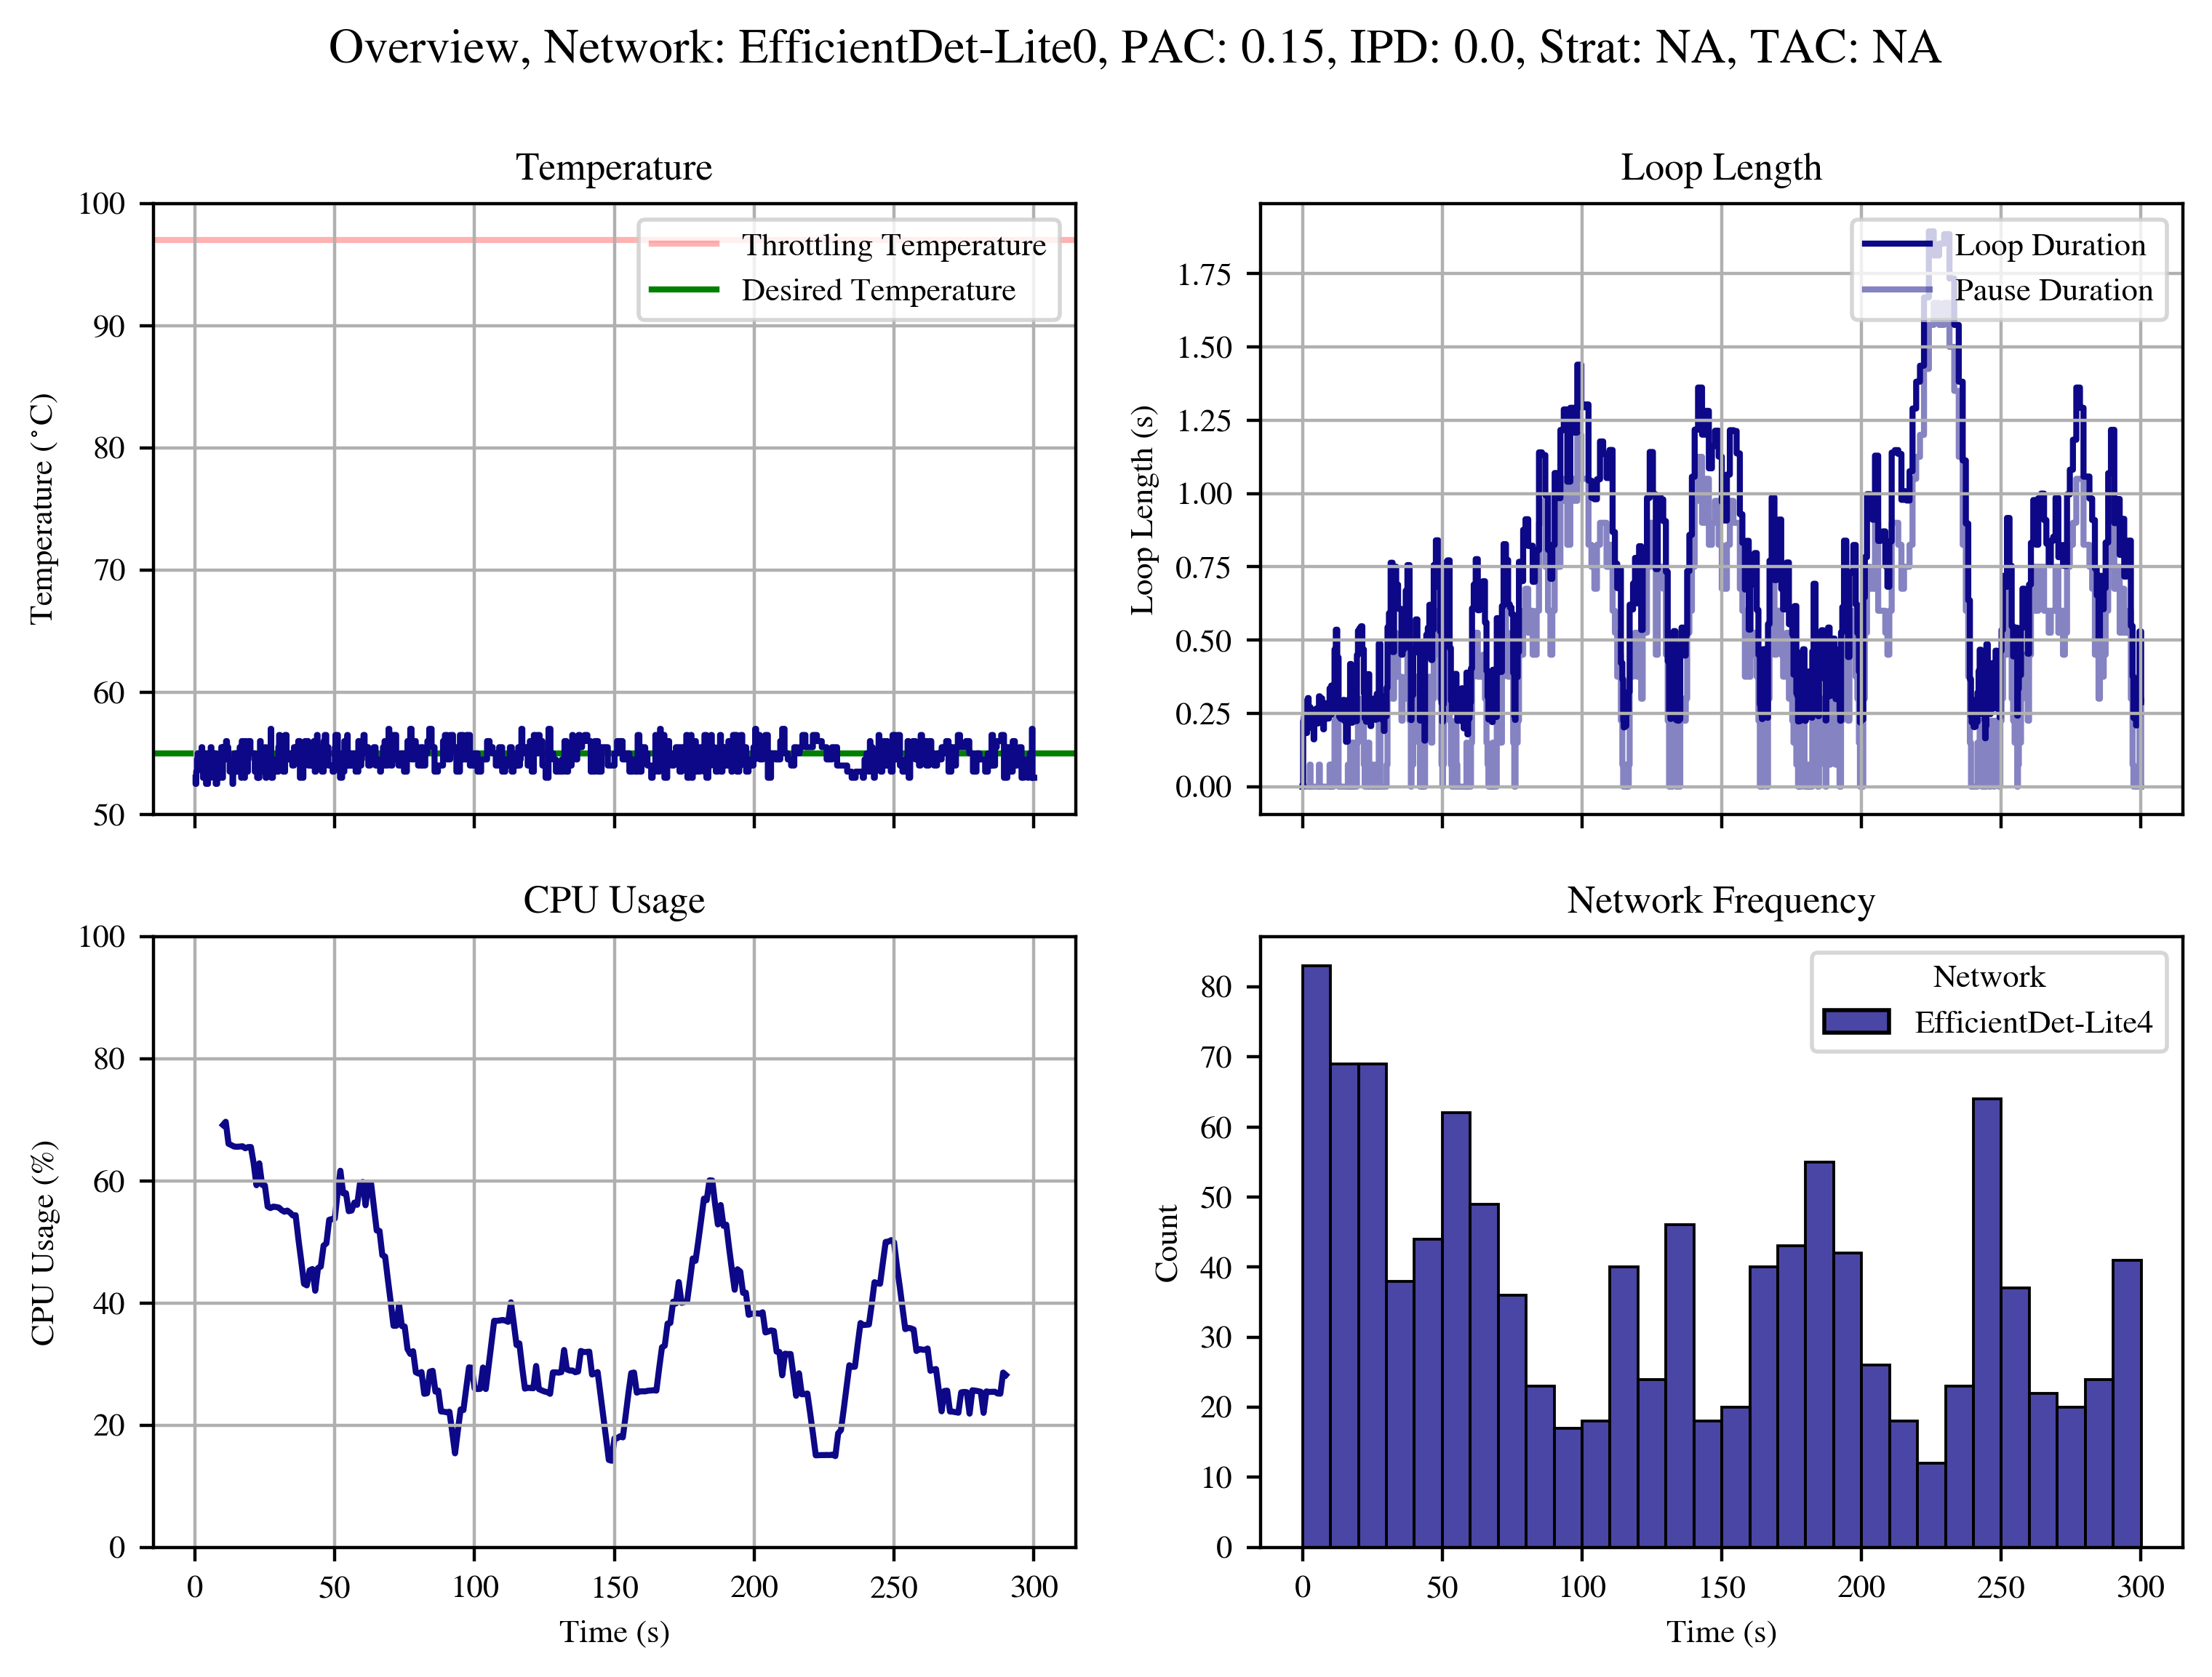 Overview, Network: EfficientDet-Lite0, PAC: 0.15, IPD: 0.0, Strat: NA, TAC: NA
Temperature
100
90
80
70
60
50
Temperature (°C)
Throttling Temperature
Desired Temperature
Loop Length
1.75
1.50
1.25
1.00
0.75
0.50
0.25
0.00
Loop Length (s)
Loop Duration
Pause Duration
CPU Usage
100
80
60
40
20
0
CPU Usage (%)
0 50 100 150 200 250 300
Time (s)
Network Frequency
80
70
60
50
40
30
20
10
0
Count
Network
EfficientDet-Lite4
0 50 100 150 200 250 300
Time (s)